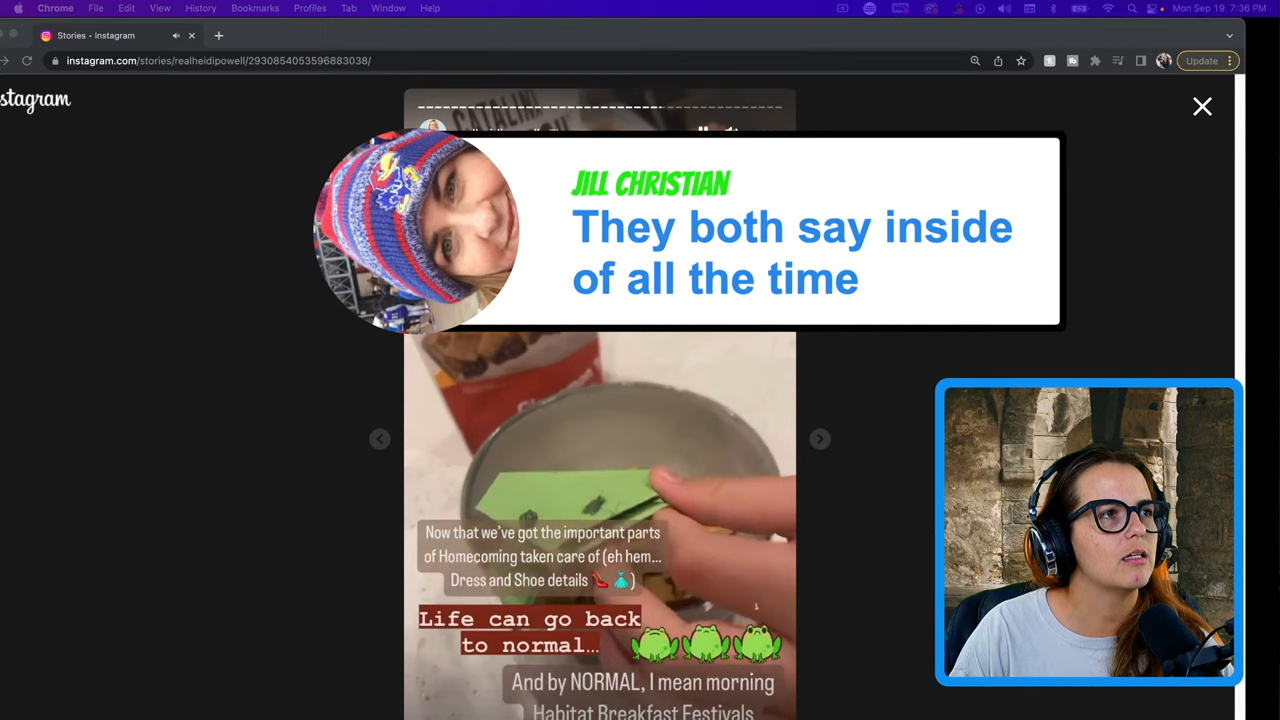 Chrome File Edit View History Bookmarks Profiles Tab Window Help Mon Sep 19 7:36 PM
Stories • Instagram
instagram.com/stories/realheidipowell/2930854053596883038/ Update
stagram
CATALINA
JILL CHRISTIAN
They both say inside
of all the time
Now that we've got the important parts
of Homecoming taken care of (eh hem...
Dress and Shoe details 👠👗)
Life can go back
to normal…
And by NORMAL, I mean morning
Habitat Breakfast Festivals